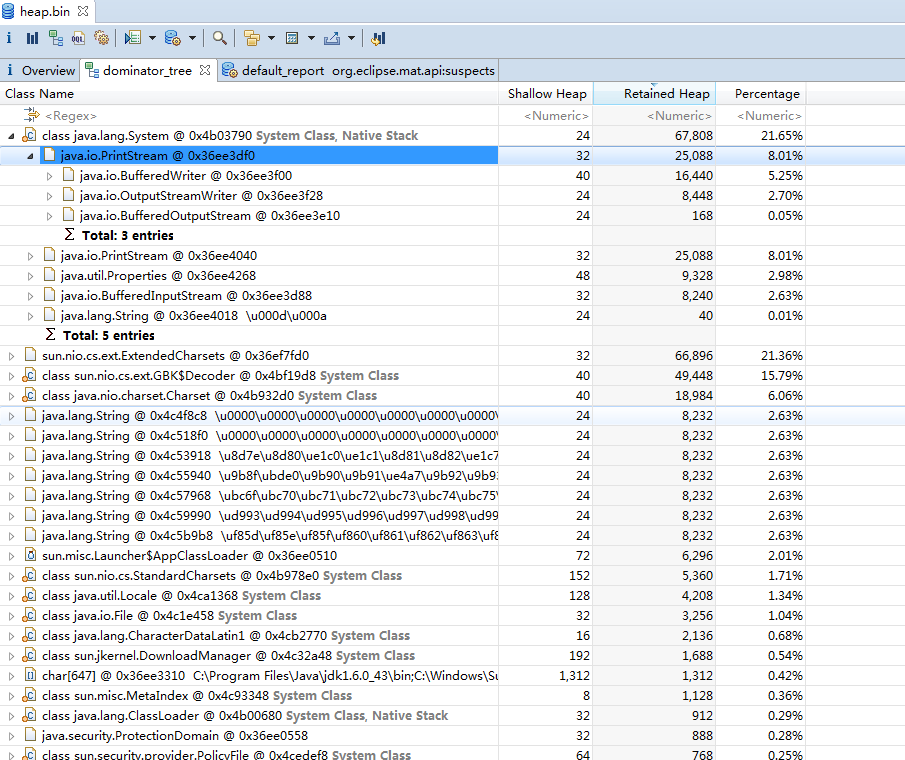 heap.bin
i OQL
i Overview dominator_tree default_report org.eclipse.mat.api:suspects
Class Name Shallow Heap Retained Heap Percentage
<Regex> <Numeric> <Numeric> <Numeric>
class java.lang.System @ 0x4b03790 System Class, Native Stack 24 67,808 21.65%
java.io.PrintStream @ 0x36ee3df0 32 25,088 8.01%
java.io.BufferedWriter @ 0x36ee3f00 40 16,440 5.25%
java.io.OutputStreamWriter @ 0x36ee3f28 24 8,448 2.70%
java.io.BufferedOutputStream @ 0x36ee3e10 24 168 0.05%
Σ Total: 3 entries
java.io.PrintStream @ 0x36ee4040 32 25,088 8.01%
java.util.Properties @ 0x36ee4268 48 9,328 2.98%
java.io.BufferedInputStream @ 0x36ee3d88 32 8,240 2.63%
java.lang.String @ 0x36ee4018 \u000d\u000a 24 40 0.01%
Σ Total: 5 entries
sun.nio.cs.ext.ExtendedCharsets @ 0x36ef7fd0 32 66,896 21.36%
class sun.nio.cs.ext.GBK$Decoder @ 0x4bf19d8 System Class 40 49,448 15.79%
class java.nio.charset.Charset @ 0x4b932d0 System Class 40 18,984 6.06%
java.lang.String @ 0x4c4f8c8 \u0000\u0000\u0000\u0000\u0000\u0000\u0000\ 24 8,232 2.63%
java.lang.String @ 0x4c518f0 \u0000\u0000\u0000\u0000\u0000\u0000\u0000\ 24 8,232 2.63%
java.lang.String @ 0x4c53918 \u8d7e\u8d80\ue1c0\ue1c1\u8d81\u8d82\ue1c7 24 8,232 2.63%
java.lang.String @ 0x4c55940 \u9b8f\ubde0\u9b90\u9b91\ue4a7\u9b92\u9b93 24 8,232 2.63%
java.lang.String @ 0x4c57968 \ubc6f\ubc70\ubc71\ubc72\ubc73\ubc74\ubc75\ 24 8,232 2.63%
java.lang.String @ 0x4c59990 \ud993\ud994\ud995\ud996\ud997\ud998\ud99 24 8,232 2.63%
java.lang.String @ 0x4c5b9b8 \uf85d\uf85e\uf85f\uf860\uf861\uf862\uf863\uf8 24 8,232 2.63%
sun.misc.Launcher$AppClassLoader @ 0x36ee0510 72 6,296 2.01%
class sun.nio.cs.StandardCharsets @ 0x4b978e0 System Class 152 5,360 1.71%
class java.util.Locale @ 0x4ca1368 System Class 128 4,208 1.34%
class java.io.File @ 0x4c1e458 System Class 32 3,256 1.04%
class java.lang.CharacterDataLatin1 @ 0x4cb2770 System Class 16 2,136 0.68%
class sun.jkernel.DownloadManager @ 0x4c32a48 System Class 192 1,688 0.54%
char[647] @ 0x36ee3310 C:\Program Files\Java\jdk1.6.0_43\bin;C:\Windows\Su 1,312 1,312 0.42%
class sun.misc.MetaIndex @ 0x4c93348 System Class 8 1,128 0.36%
class java.lang.ClassLoader @ 0x4b00680 System Class, Native Stack 32 912 0.29%
java.security.ProtectionDomain @ 0x36ee0558 32 888 0.28%
class sun.security.provider.PolicyFile @ 0x4cedef8 System Class 64 768 0.25%